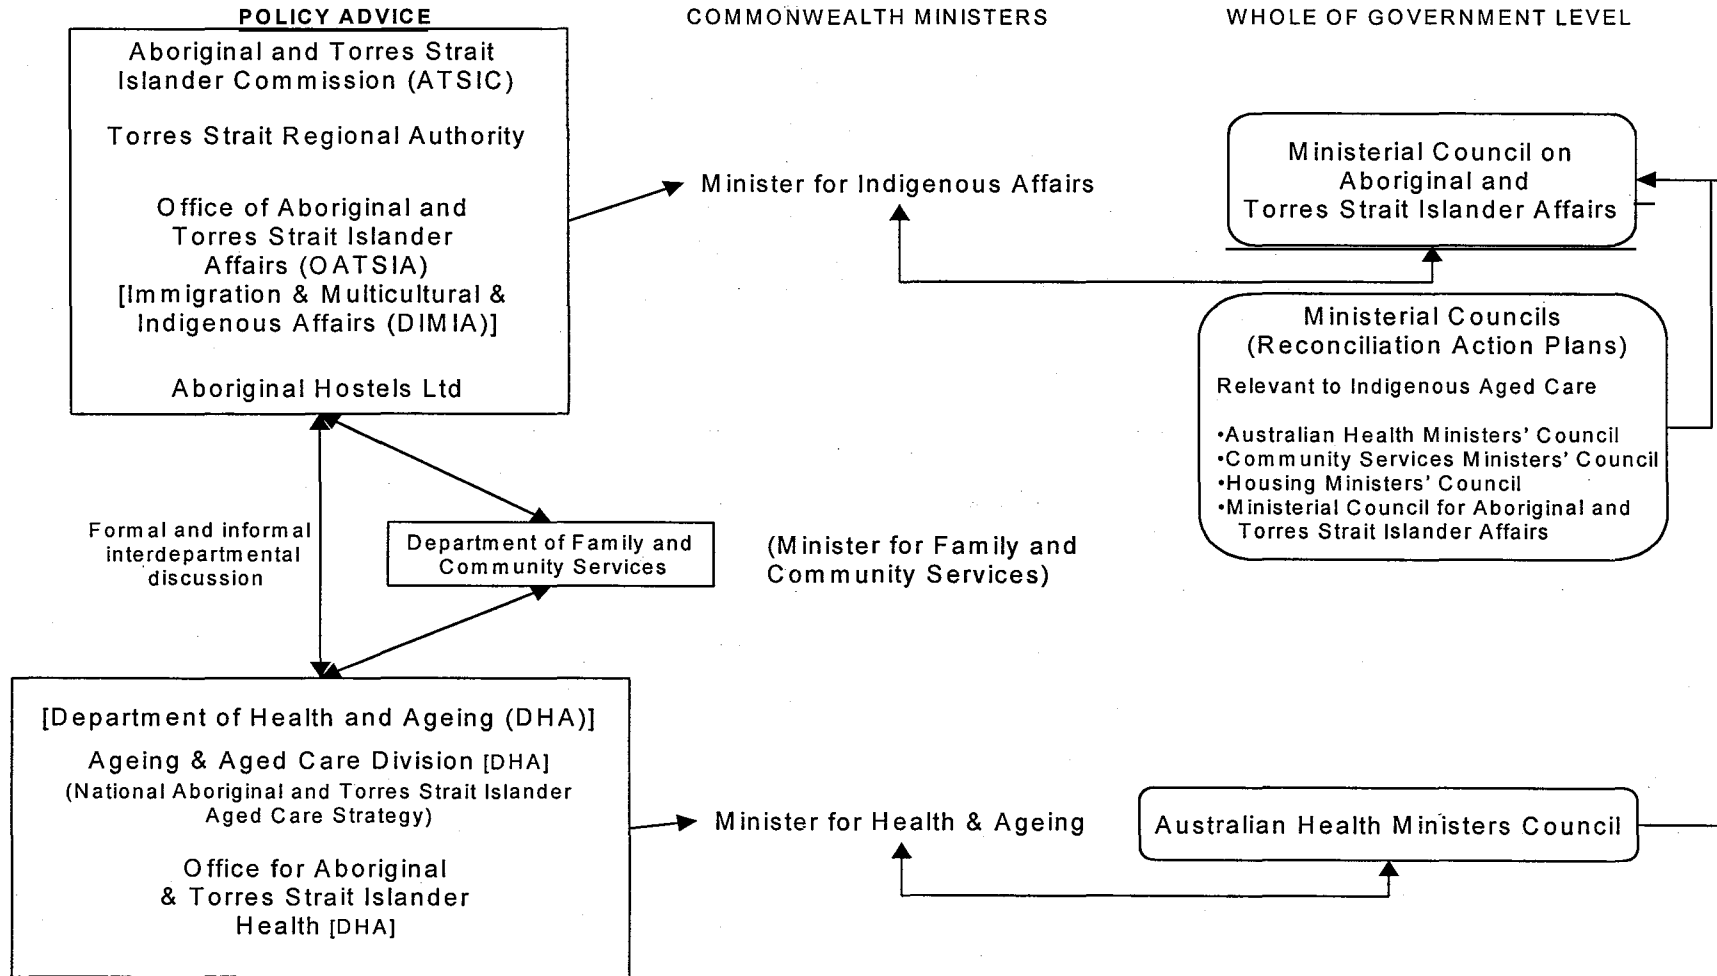 POLICY ADVICE
COMMONWEALTH MINISTERS
WHOLE OF GOVERNMENT LEVEL
Aboriginal and Torres Strait
Islander Commission (ATSIC)
Torres Strait Regional Authority
Office of Aboriginal and
Torres Strait Islander
Affairs (OATSIA)
[Immigration & Multicultural &
Indigenous Affairs (DIMIA)]
Aboriginal Hostels Ltd
Minister for Indigenous Affairs
Ministerial Council on
Aboriginal and
Torres Strait Islander Affairs
Ministerial Councils
(Reconciliation Action Plans)
Relevant to Indigenous Aged Care
•Australian Health Ministers' Council
•Community Services Ministers' Council
•Housing Ministers' Council
•Ministerial Council for Aboriginal and
Torres Strait Islander Affairs
Formal and informal
interdepartmental
discussion
Department of Family and
Community Services
(Minister for Family and
Community Services)
[Department of Health and Ageing (DHA)]
Ageing & Aged Care Division [DHA]
(National Aboriginal and Torres Strait Islander
Aged Care Strategy)
Office for Aboriginal
& Torres Strait Islander
Health [DHA]
Minister for Health & Ageing
Australian Health Ministers Council